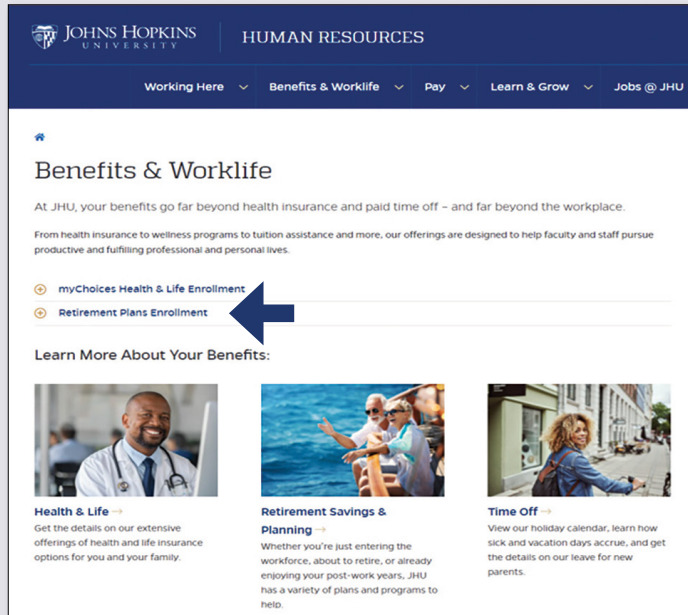 JOHNS HOPKINS
UNIVERSITY
HUMAN RESOURCES
Working Here
Benefits & Worklife
Pay
Learn & Grow
Jobs @ JHU
Benefits & Worklife
At JHU, your benefits go far beyond health insurance and paid time off – and far beyond the workplace.
From health insurance to wellness programs to tuition assistance and more, our offerings are designed to help faculty and staff pursue
productive and fulfilling professional and personal lives.
myChoices Health & Life Enrollment
Retirement Plans Enrollment
Learn More About Your Benefits:
Health & Life →
Get the details on our extensive
offerings of health and life insurance
options for you and your family.
Retirement Savings &
Planning →
Whether you're just entering the
workforce, about to retire, or already
enjoying your post-work years, JHU
has a variety of plans and programs to
help.
Time Off →
View our holiday calendar, learn how
sick and vacation days accrue, and get
the details on our leave for new
parents.